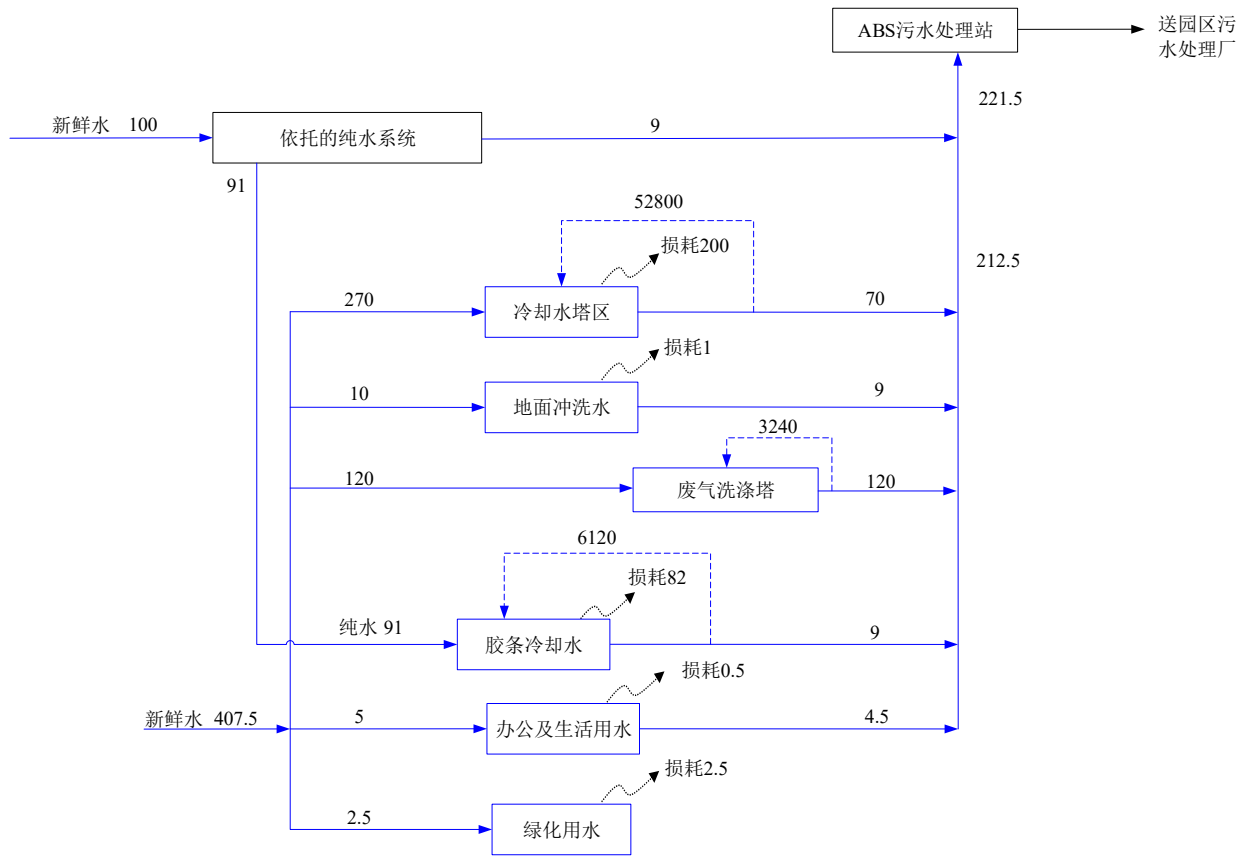 ABS污水处理站
送园区污
水处理厂
221.5
新鲜水 100
依托的纯水系统
9
91
52800
损耗200
212.5
270
冷却水塔区
70
损耗1
10
地面冲洗水
9
3240
120
废气洗涤塔
120
6120
损耗82
纯水 91
胶条冷却水
9
损耗0.5
新鲜水 407.5
5
办公及生活用水
4.5
损耗2.5
2.5
绿化用水